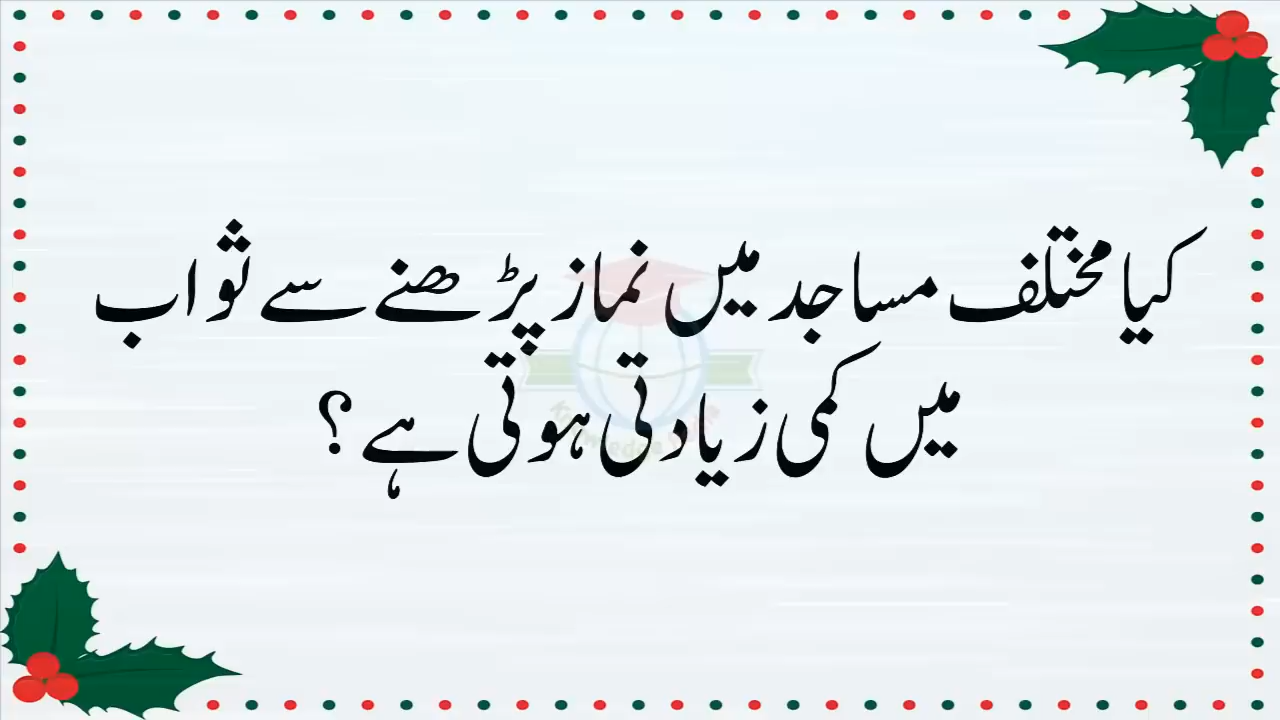 کیا مختلف مساجد میں نماز پڑھنے سے ثواب
میں کمی زیادتی ہوتی ہے؟